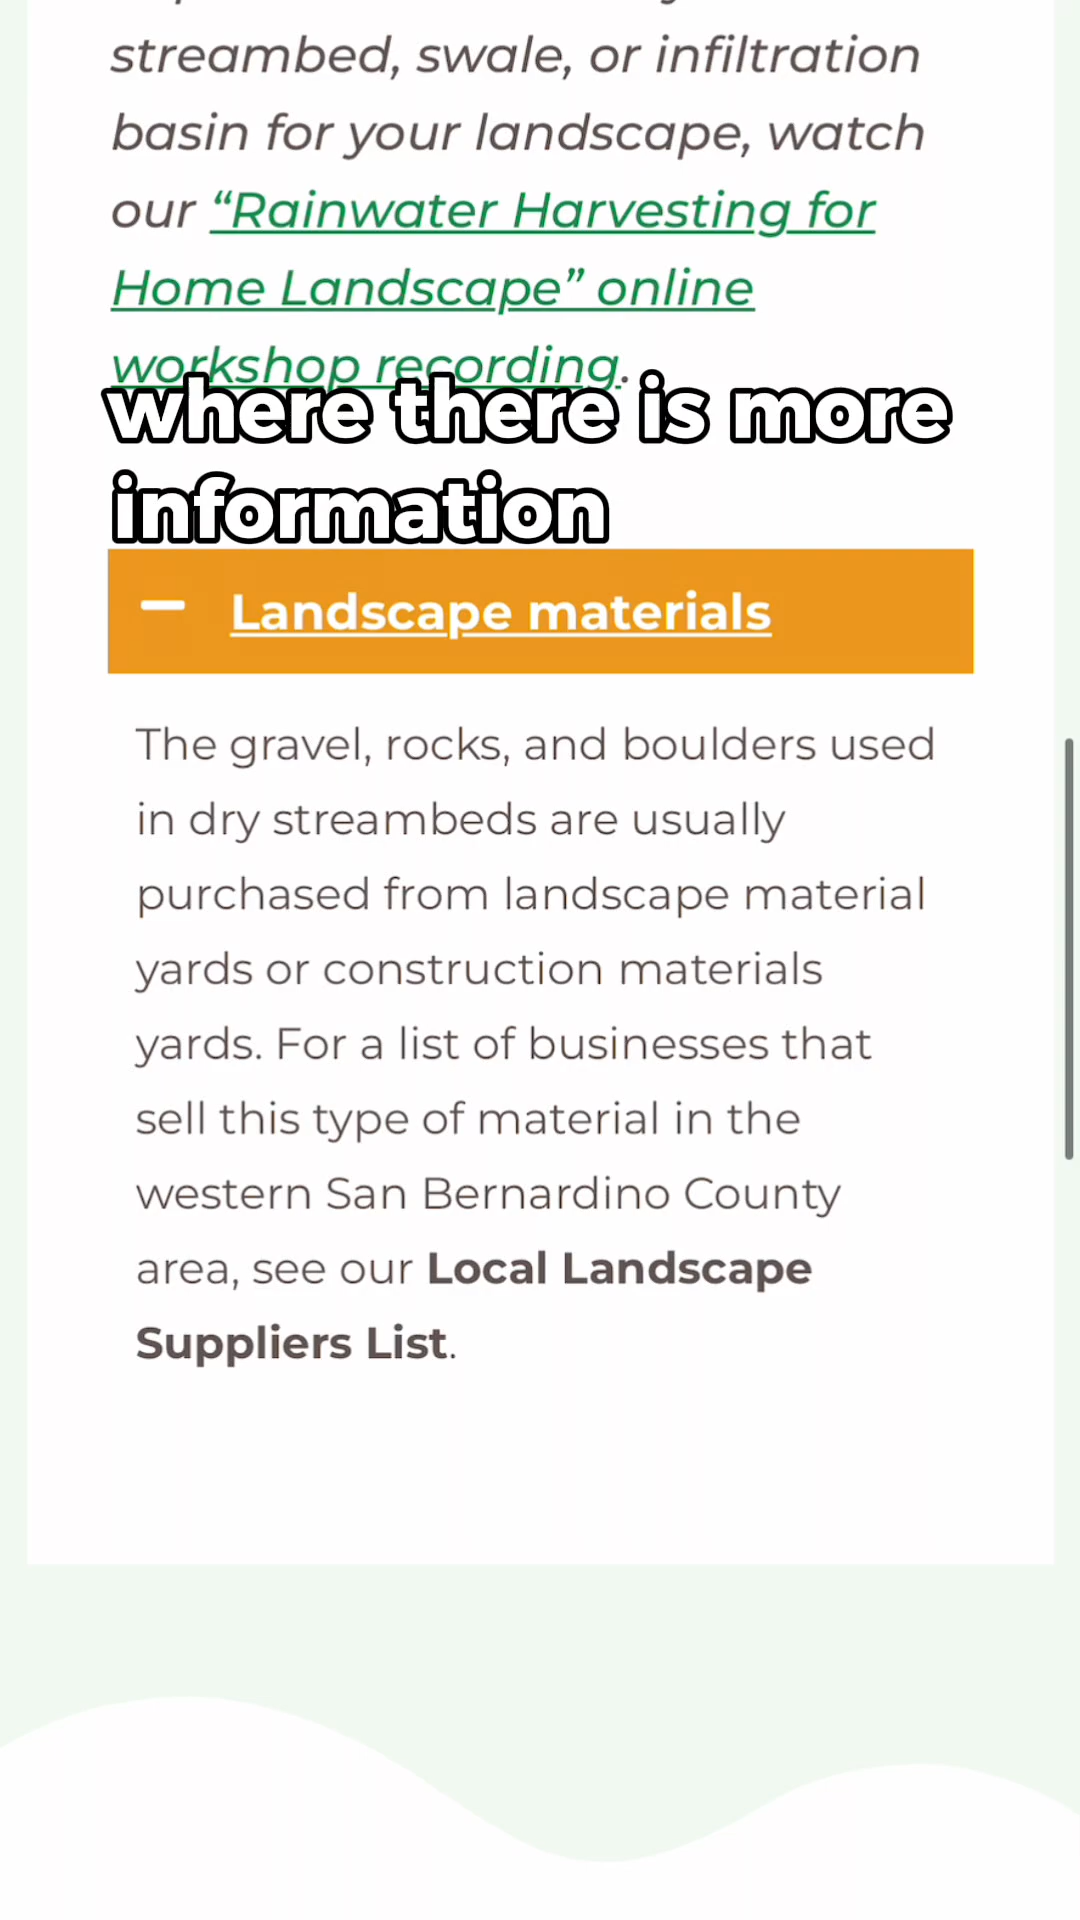 streambed, swale, or infiltration
basin for your landscape, watch
our “Rainwater Harvesting for
Home Landscape” online
workshop recording.
where there is more
information
Landscape materials
The gravel, rocks, and boulders used
in dry streambeds are usually
purchased from landscape material
yards or construction materials
yards. For a list of businesses that
sell this type of material in the
western San Bernardino County
area, see our Local Landscape
Suppliers List.